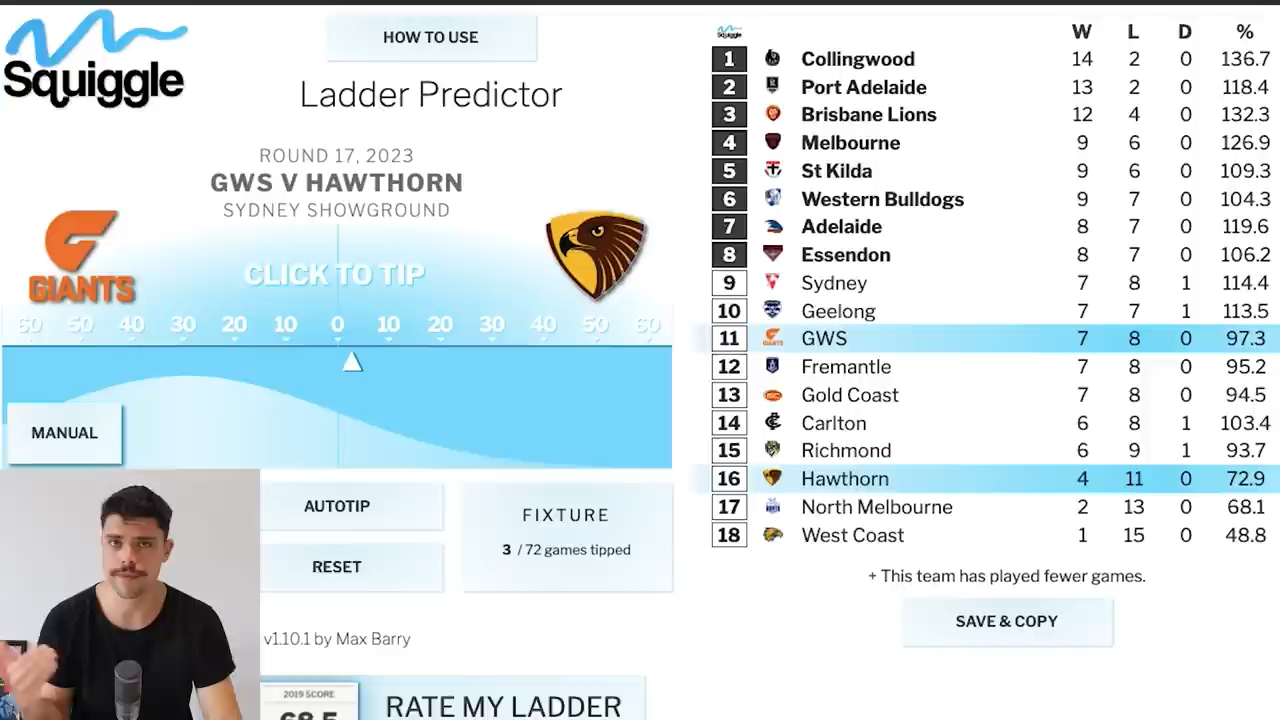 Squiggle
HOW TO USE
Ladder Predictor
ROUND 17, 2023
GWS V HAWTHORN
SYDNEY SHOWGROUND
GIANTS
CLICK TO TIP
60 50 40 30 20 10 0 10 20 30 40 50 60
MANUAL
AUTOTIP
RESET
FIXTURE
3 / 72 games tipped
v1.10.1 by Max Barry
2019 SCORE
68.5
RATE MY LADDER
Squiggle W L D %
1 Collingwood 14 2 0 136.7
2 Port Adelaide 13 2 0 118.4
3 Brisbane Lions 12 4 0 132.3
4 Melbourne 9 6 0 126.9
5 St Kilda 9 6 0 109.3
6 Western Bulldogs 9 7 0 104.3
7 Adelaide 8 7 0 119.6
8 Essendon 8 7 0 106.2
9 Sydney 7 8 1 114.4
10 Geelong 7 7 1 113.5
11 GWS 7 8 0 97.3
12 Fremantle 7 8 0 95.2
13 Gold Coast 7 8 0 94.5
14 Carlton 6 8 1 103.4
15 Richmond 6 9 1 93.7
16 Hawthorn 4 11 0 72.9
17 North Melbourne 2 13 0 68.1
18 West Coast 1 15 0 48.8
+ This team has played fewer games.
SAVE & COPY